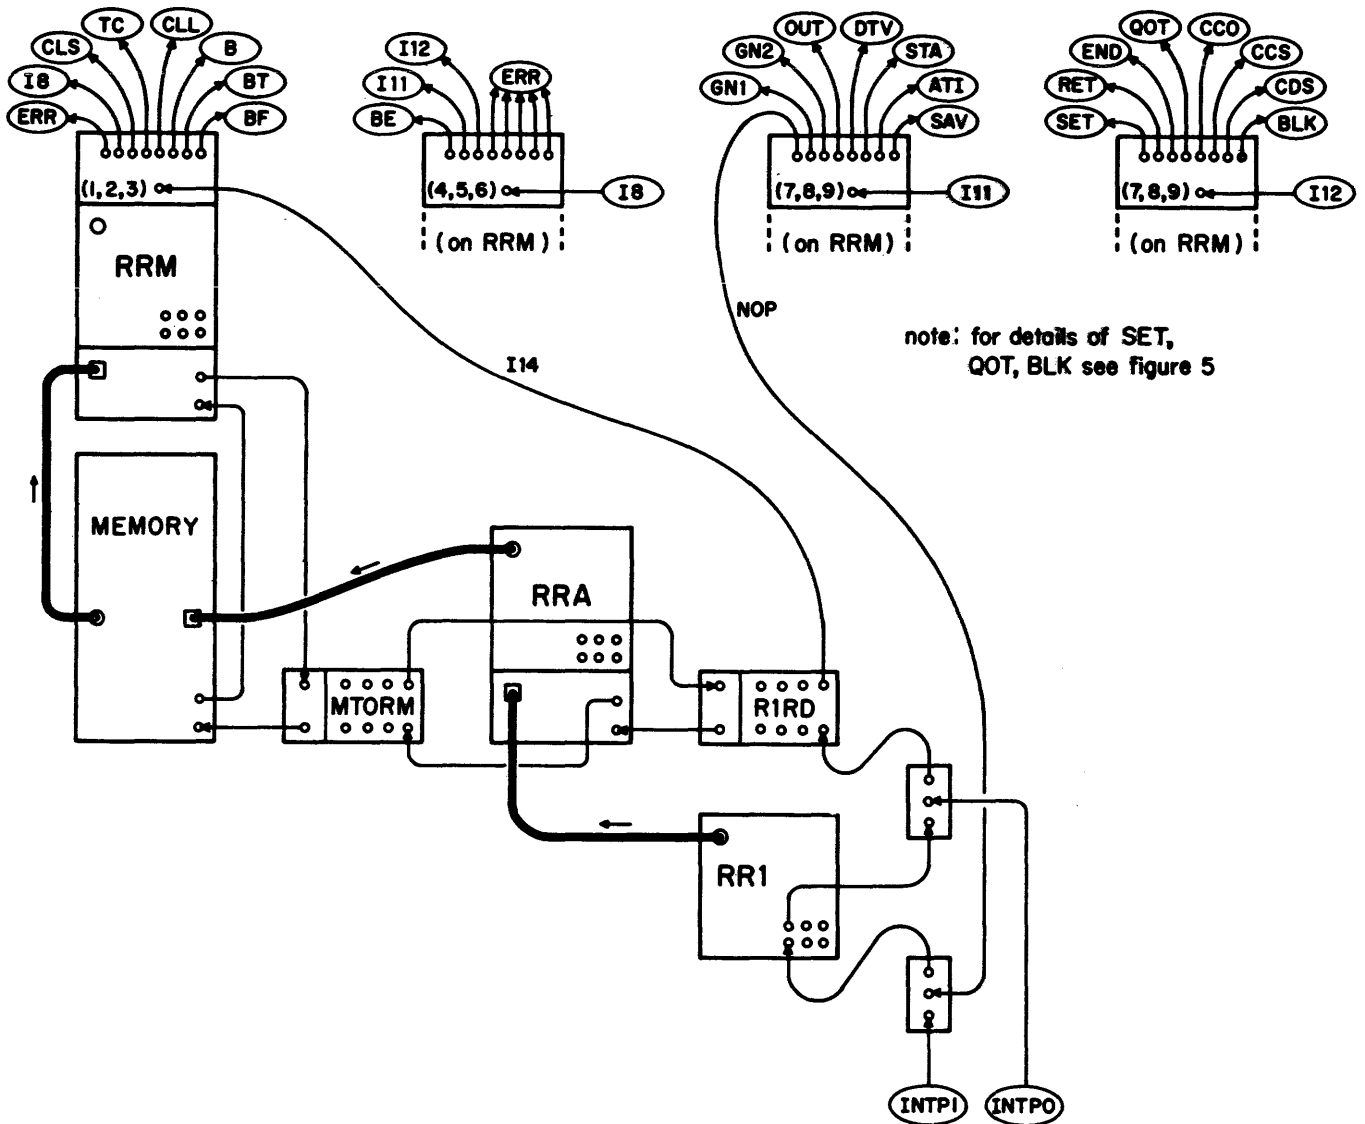 TC
CLL
CLS
B
I8
BT
ERR
BF
(1,2,3)
RRM
I12
I11
ERR
BE
(4,5,6)
I8
(on RRM)
OUT
DTV
GN2
STA
GN1
ATI
SAV
(7,8,9)
I11
(on RRM)
QOT
CCO
END
CCS
RET
CDS
SET
BLK
(7,8,9)
I12
(on RRM)
NOP
note: for details of SET,
QOT, BLK see figure 5
I14
MEMORY
RRA
MTORM
R1RD
RR1
INTP1
INTPO